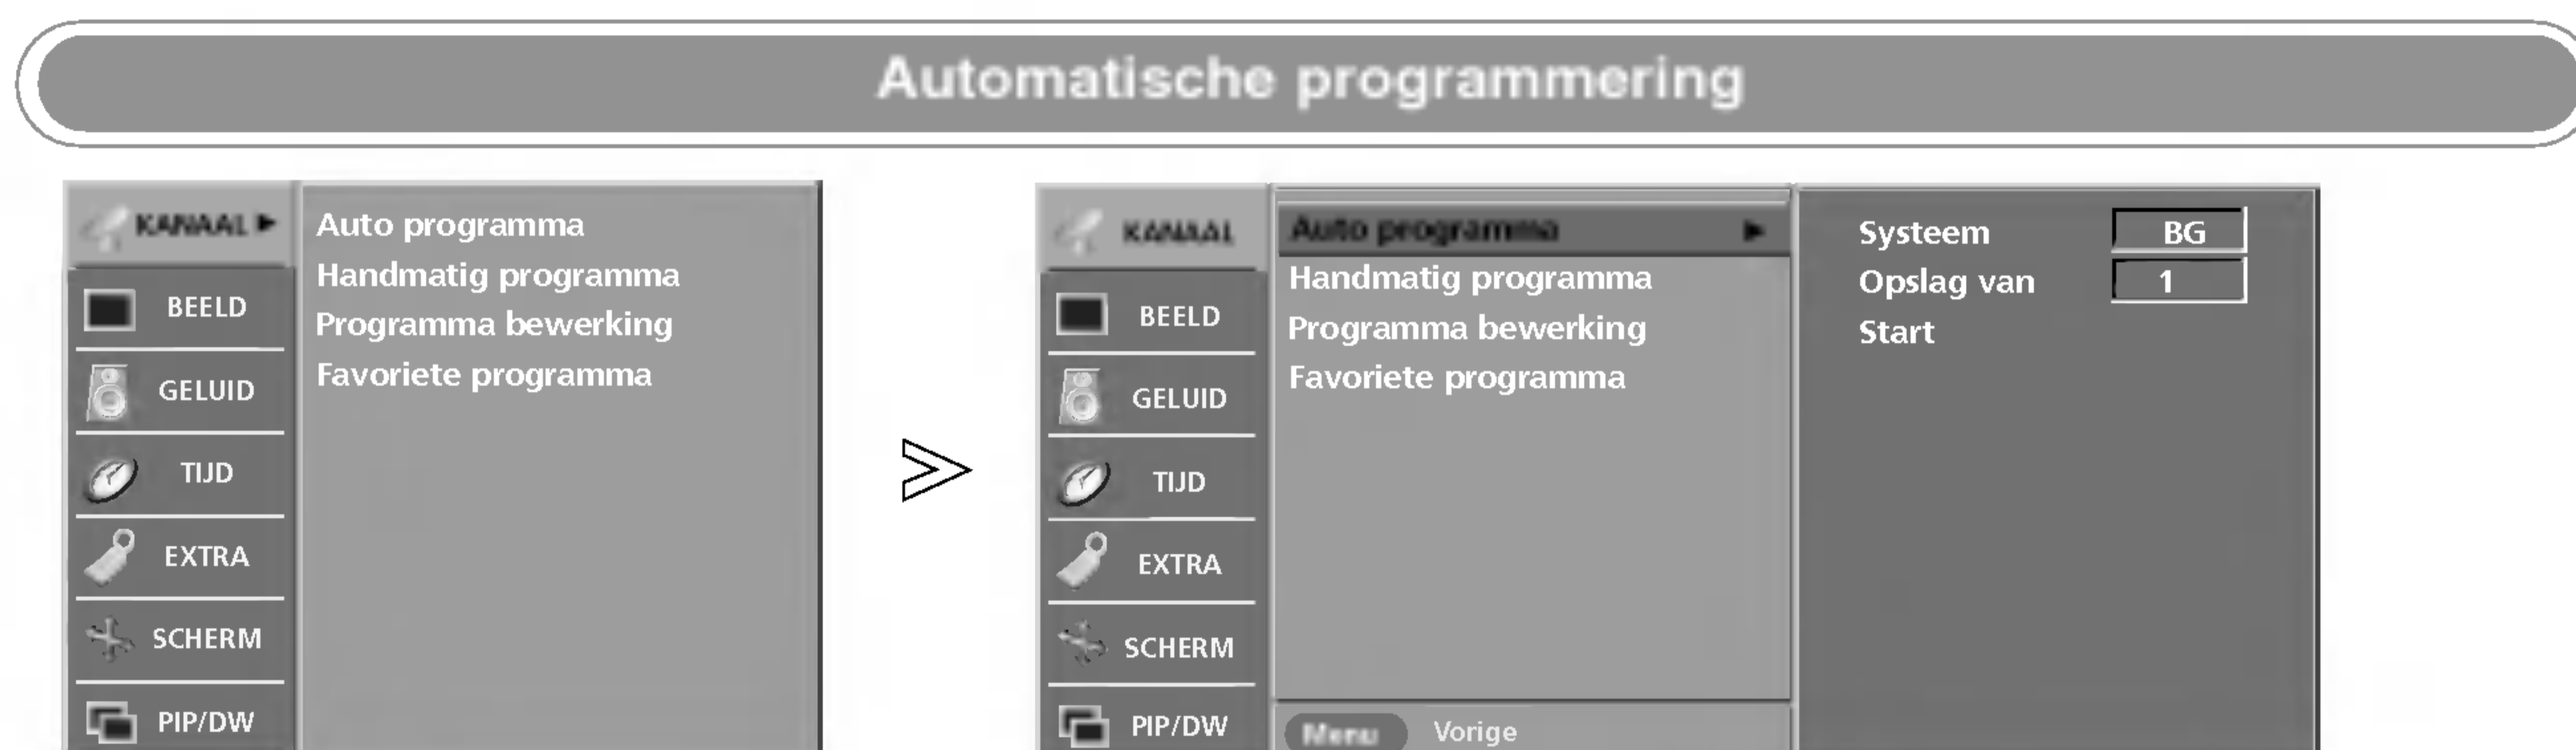 Automatische programmering
KANAAL ▶
Auto programma
Handmatig programma
Programma bewerking
Favoriete programma
BEELD
GELUID
TIJD
EXTRA
SCHERM
PIP/DW
KANAAL
BEELD
GELUID
TIJD
EXTRA
SCHERM
PIP/DW
Auto programma ▶
Handmatig programma
Programma bewerking
Favoriete programma
Menu Vorige
Systeem BG
Opslag van 1
Start